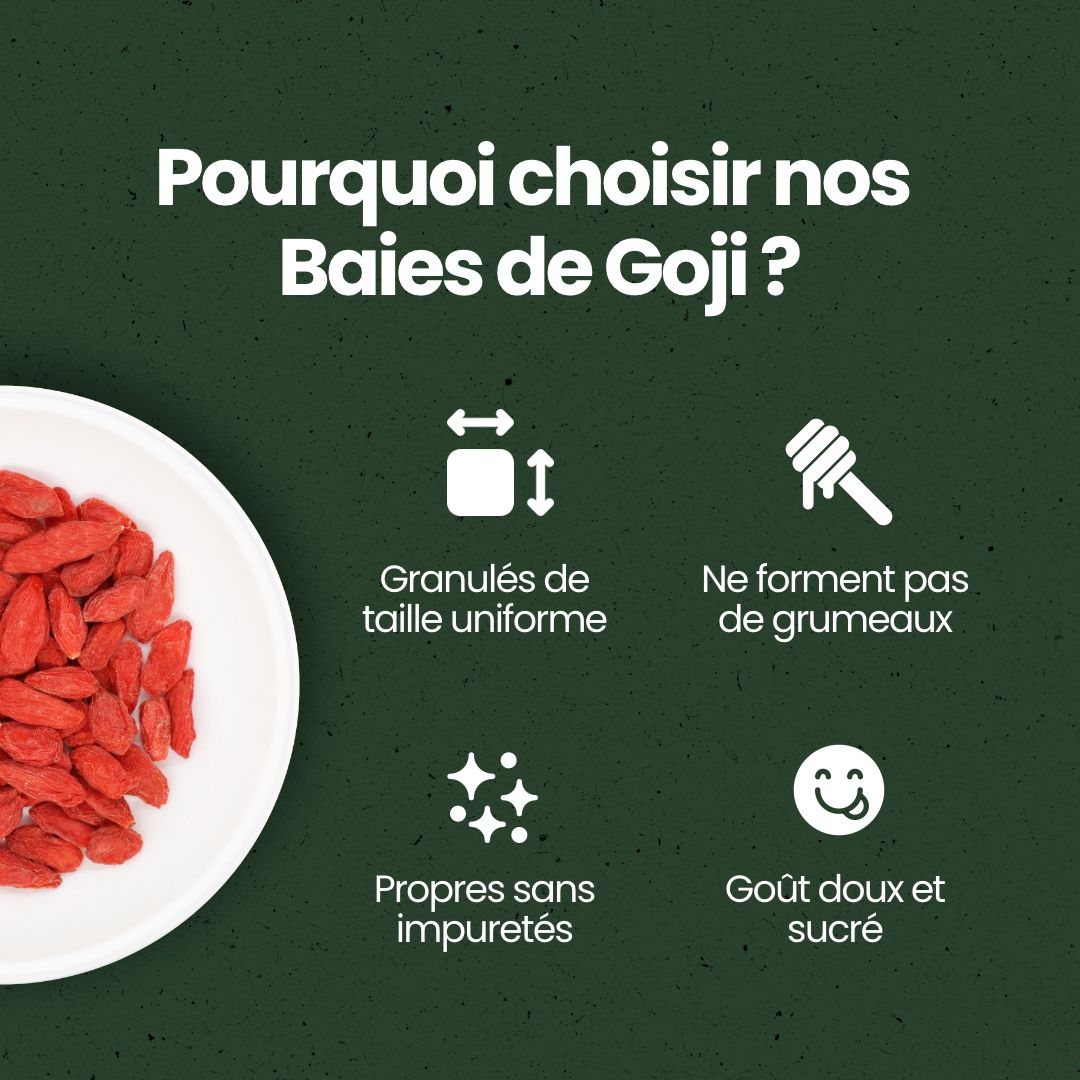 Pourquoi choisir nos
Baies de Goji ?
Granulés de
taille uniforme
Ne forment pas
de grumeaux
Propres sans
impuretés
Goût doux et
sucré